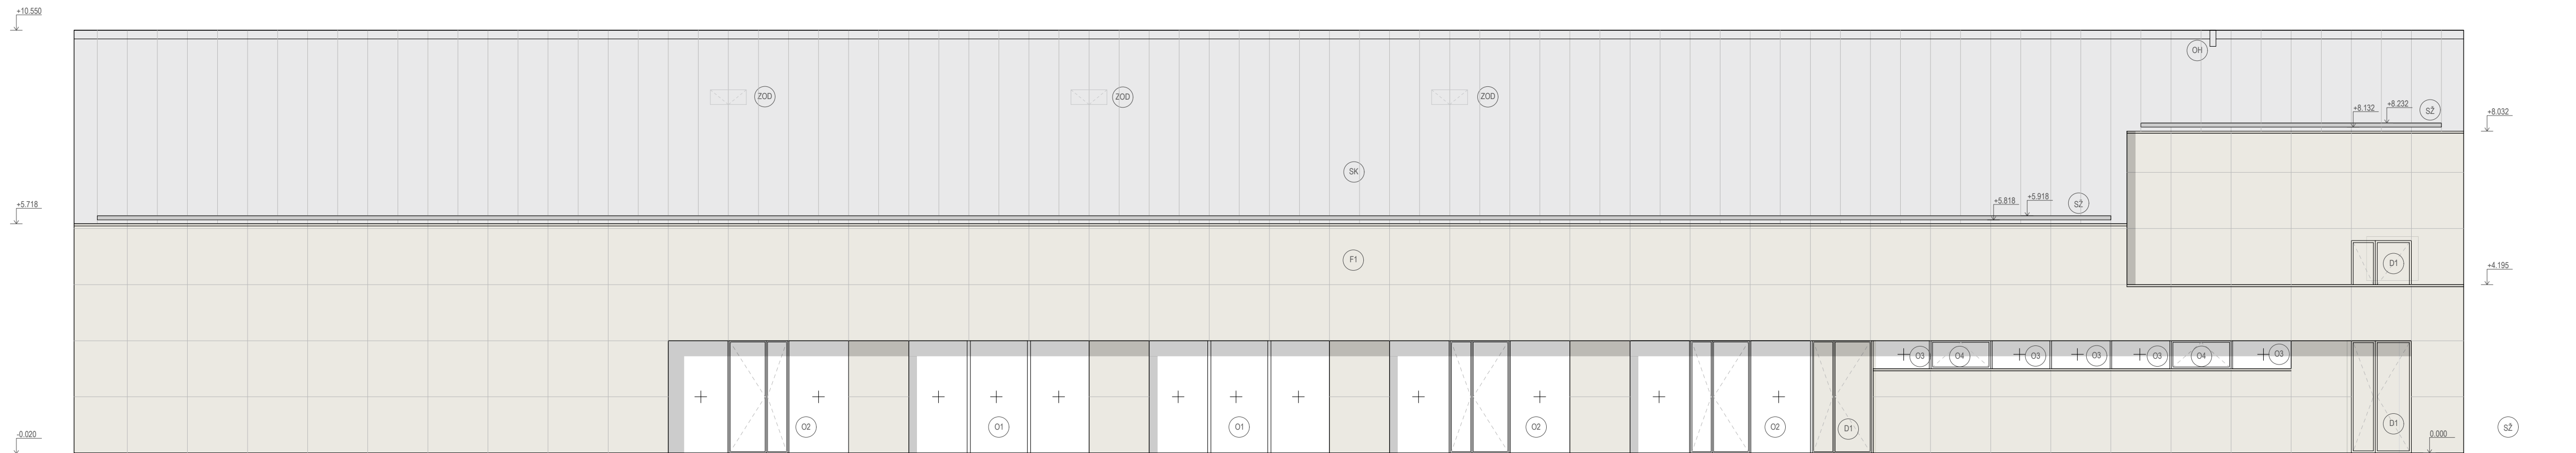 +10.550
OH
ZOD
ZOD
ZOD
+8.132
+8.232
SŽ
+8.032
SK
+5.718
+5.818
+5.918
SŽ
F1
D1
+4.195
O3
O4
O3
O3
O3
O4
O3
O2
O1
O1
O2
O2
D1
D1
SŽ
-0.020
0.000